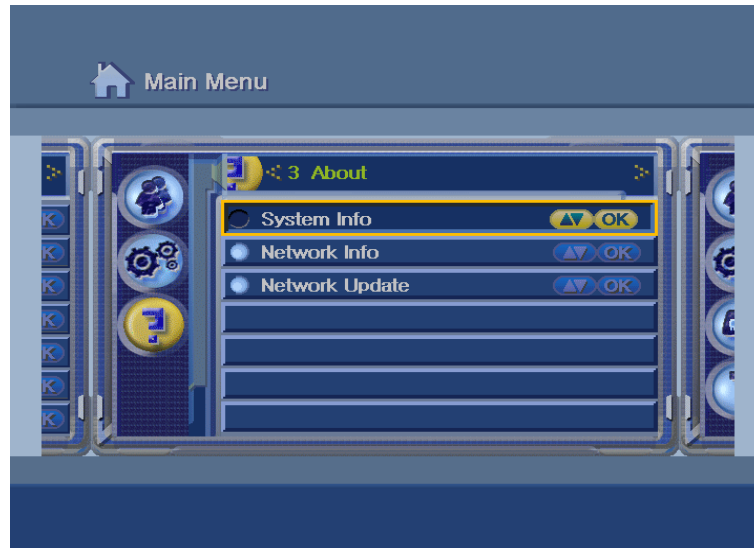 Main Menu
< 3 About >
System Info OK
Network Info OK
Network Update OK